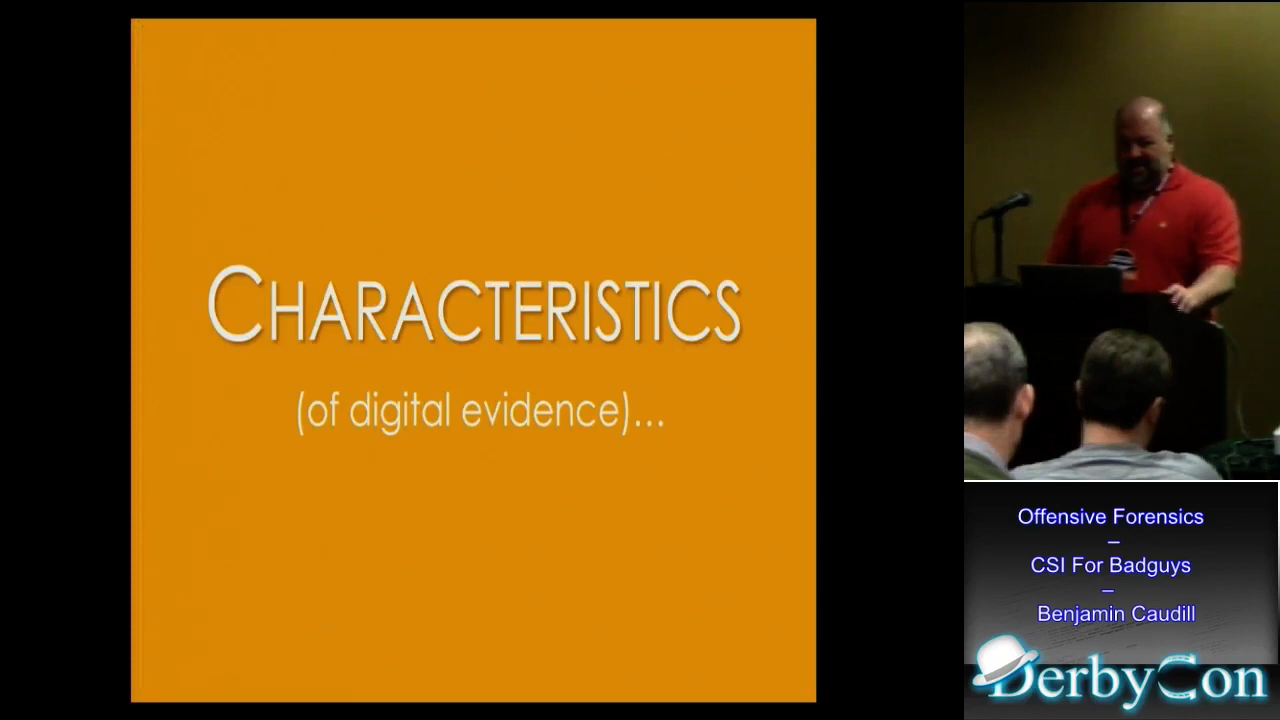 CHARACTERISTICS
(of digital evidence)...
Offensive Forensics
–
CSI For Badguys
–
Benjamin Caudill
DerbyCon